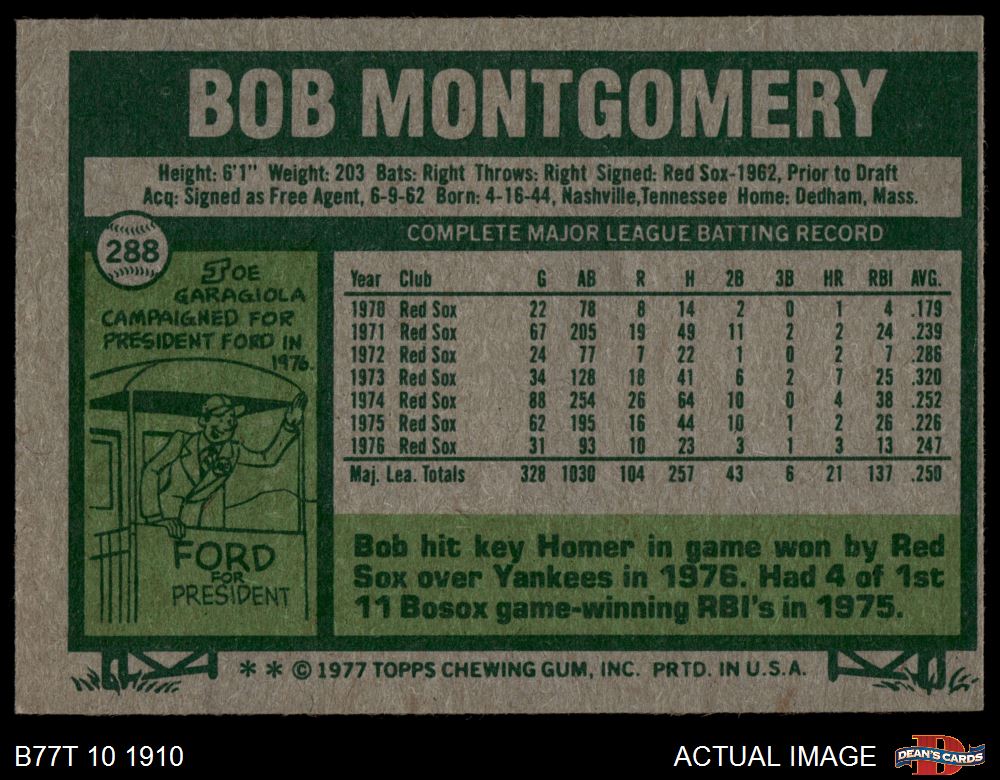 BOB MONTGOMERY
Height: 6'1" Weight: 203 Bats: Right Throws: Right Signed: Red Sox-1962, Prior to Draft
Acq: Signed as Free Agent, 6-9-62 Born: 4-16-44, Nashville,Tennessee Home: Dedham, Mass.
288
COMPLETE MAJOR LEAGUE BATTING RECORD
JOE
GARAGIOLA
CAMPAIGNED FOR
PRESIDENT FORD IN
1976.
FORD
FOR
PRESIDENT
Year Club G AB R H 2B 3B HR RBI AVG.
1970 Red Sox 22 78 8 14 2 0 1 4 .179
1971 Red Sox 67 205 19 49 11 2 2 24 .239
1972 Red Sox 24 77 7 22 1 0 2 7 .286
1973 Red Sox 34 128 18 41 6 2 7 25 .320
1974 Red Sox 88 254 26 64 10 0 4 38 .252
1975 Red Sox 62 195 16 44 10 1 2 26 .226
1976 Red Sox 31 93 10 23 3 1 3 13 .247
Maj. Lea. Totals 328 1030 104 257 43 6 21 137 .250
Bob hit key Homer in game won by Red
Sox over Yankees in 1976. Had 4 of 1st
11 Bosox game-winning RBI's in 1975.
** © 1977 TOPPS CHEWING GUM, INC. PRTD. IN U.S.A.
B77T 10 1910
ACTUAL IMAGE
DEAN'S CARDS